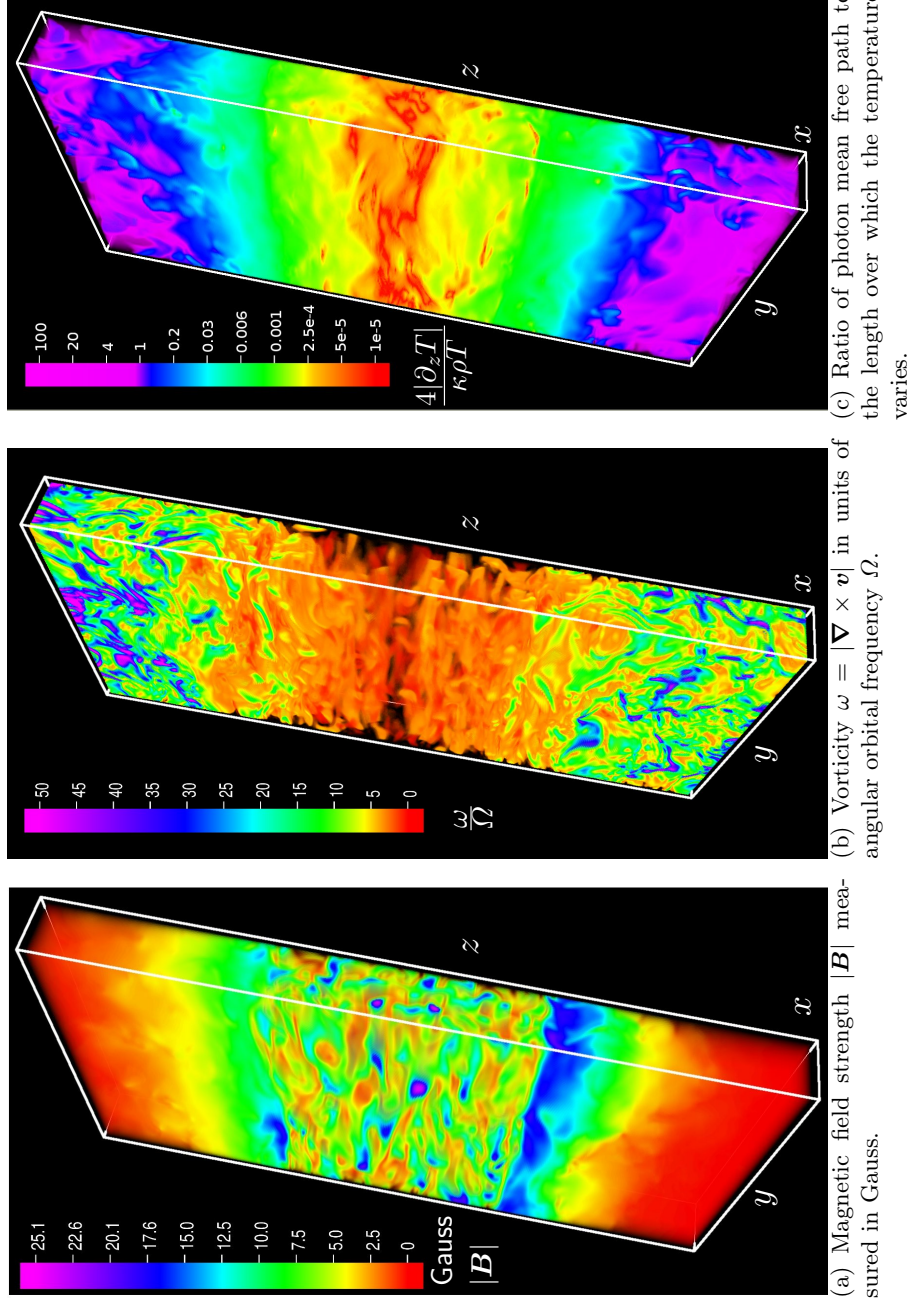 25.1
22.6
20.1
17.6
15.0
12.5
10.0
7.5
5.0
2.5
0
Gauss
|B|
z
y
x
(a) Magnetic field strength |B| mea-
sured in Gauss.
50
45
40
35
30
25
20
15
10
5
0
ω
Ω
z
y
x
(b) Vorticity ω = |∇ × v| in units of
angular orbital frequency Ω.
100
20
4
1
0.2
0.03
0.006
0.001
2.5e-4
5e-5
1e-5
4|∂zT|
κρT
z
y
x
(c) Ratio of photon mean free path to
the length over which the temperature
varies.